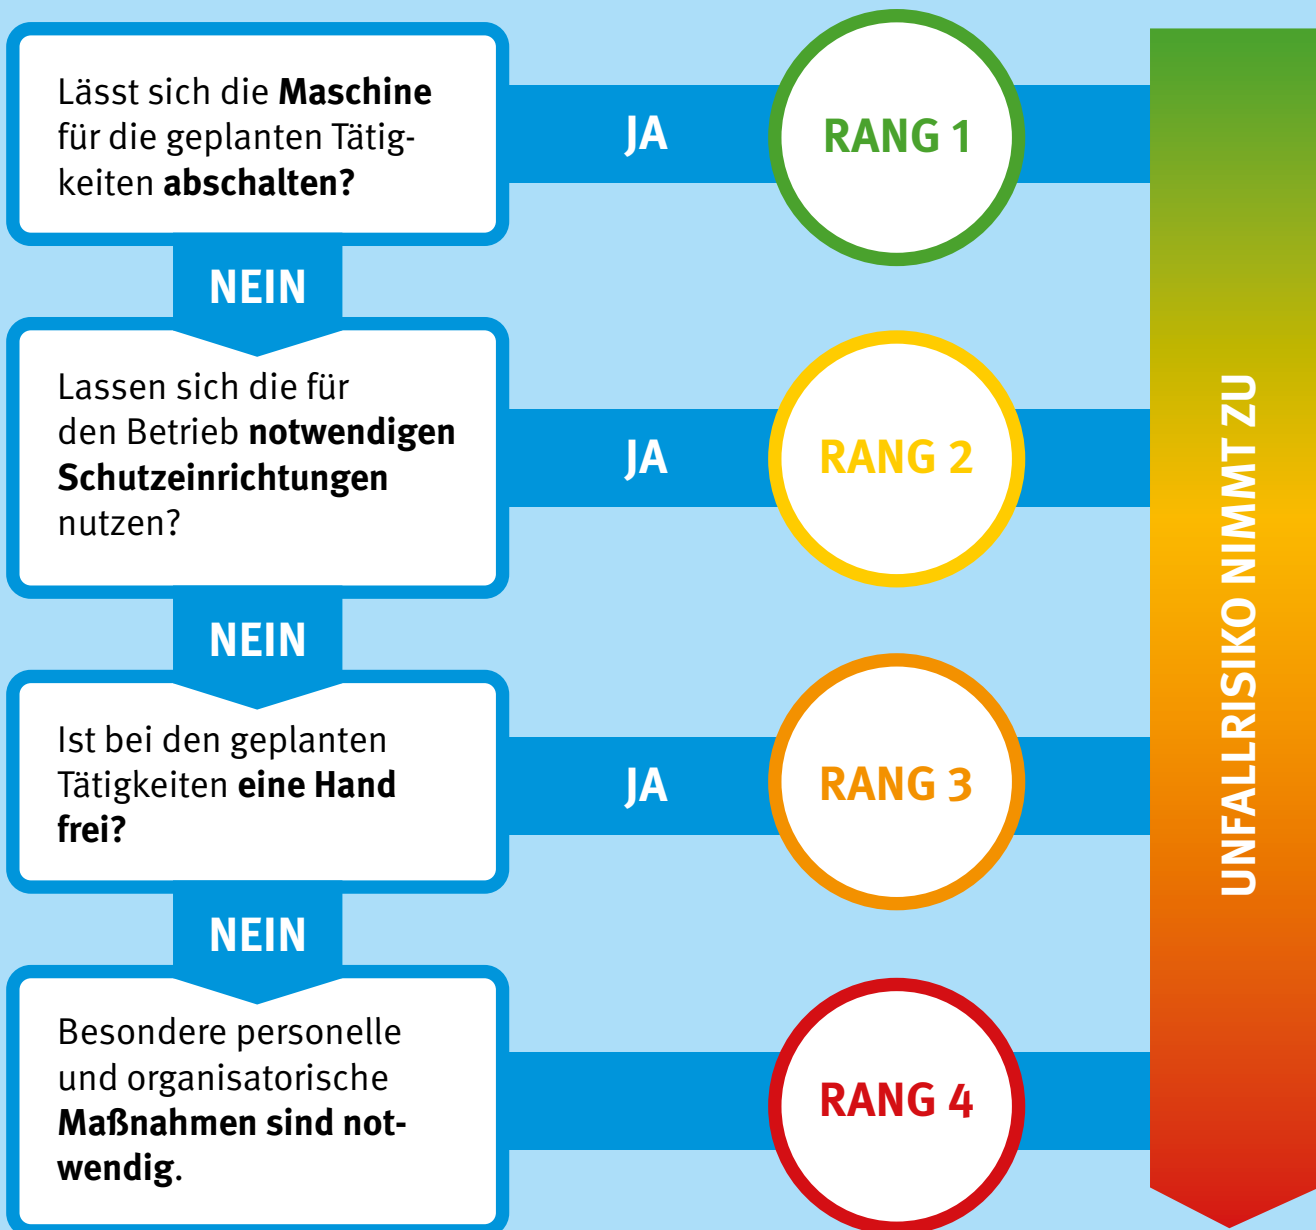 Lässt sich die Maschine
für die geplanten Tätig-
keiten abschalten?
JA
RANG 1
NEIN
Lassen sich die für
den Betrieb notwendigen
Schutzeinrichtungen
nutzen?
JA
RANG 2
NEIN
Ist bei den geplanten
Tätigkeiten eine Hand
frei?
JA
RANG 3
NEIN
Besondere personelle
und organisatorische
Maßnahmen sind not-
wendig.
RANG 4
UNFALLRISIKO NIMMT ZU